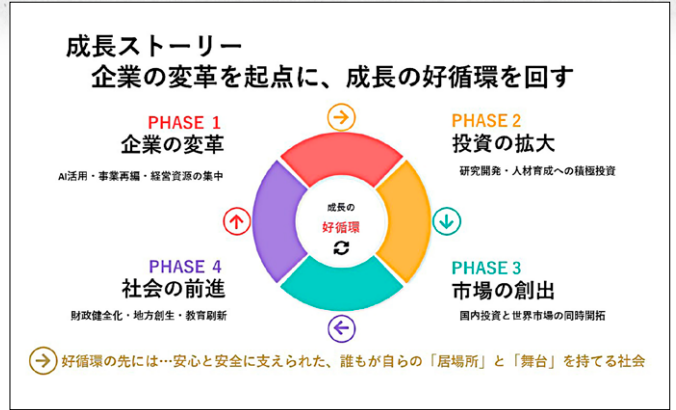 成長ストーリー
企業の変革を起点に、成長の好循環を回す
PHASE 1
企業の変革
AI活用・事業再編・経営資源の集中
PHASE 2
投資の拡大
研究開発・人材育成への積極投資
成長の
好循環
PHASE 4
社会の前進
財政健全化・地方創生・教育刷新
PHASE 3
市場の創出
国内投資と世界市場の同時開拓
好循環の先には…安心と安全に支えられた、誰もが自らの「居場所」と「舞台」を持てる社会